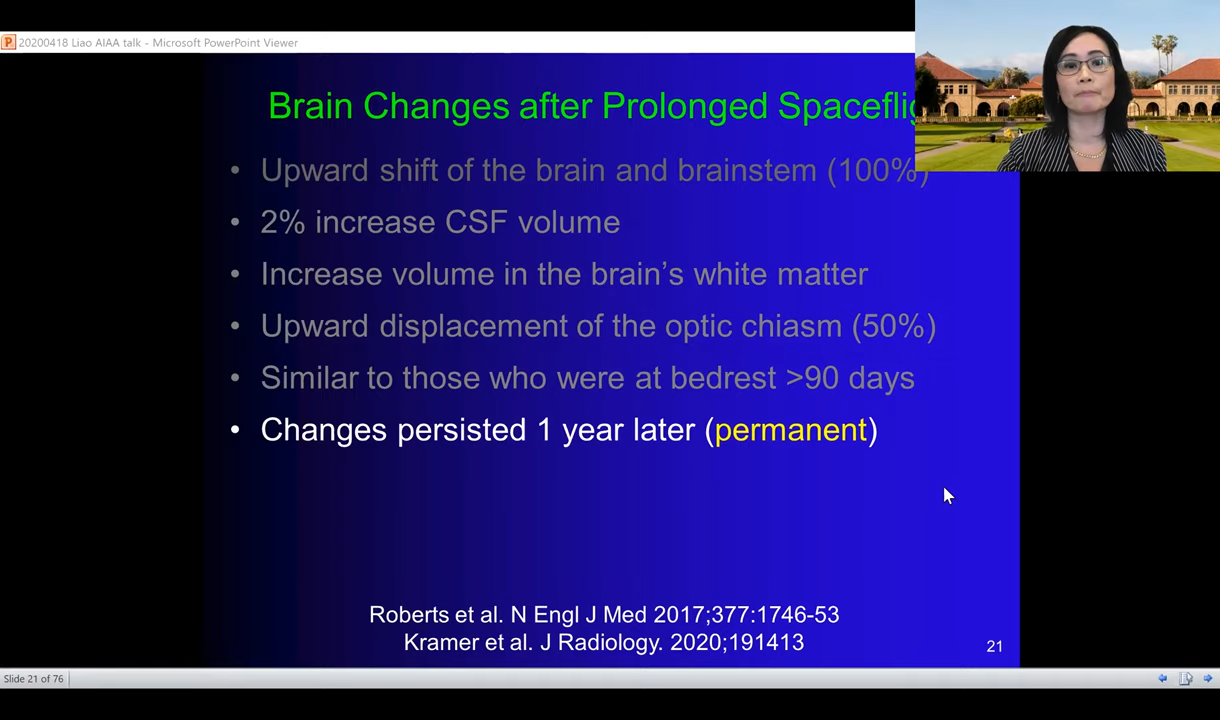 20200418 Liao AIAA talk - Microsoft PowerPoint Viewer
Brain Changes after Prolonged
• Upward shift of the brain and brainstem (100%)
• 2% increase CSF volume
• Increase volume in the brain’s white matter
• Upward displacement of the optic chiasm (50%)
• Similar to those who were at bedrest >90 days
• Changes persisted 1 year later (permanent)
Roberts et al. N Engl J Med 2017;377:1746-53
Kramer et al. J Radiology. 2020;191413
21
Slide 21 of 76